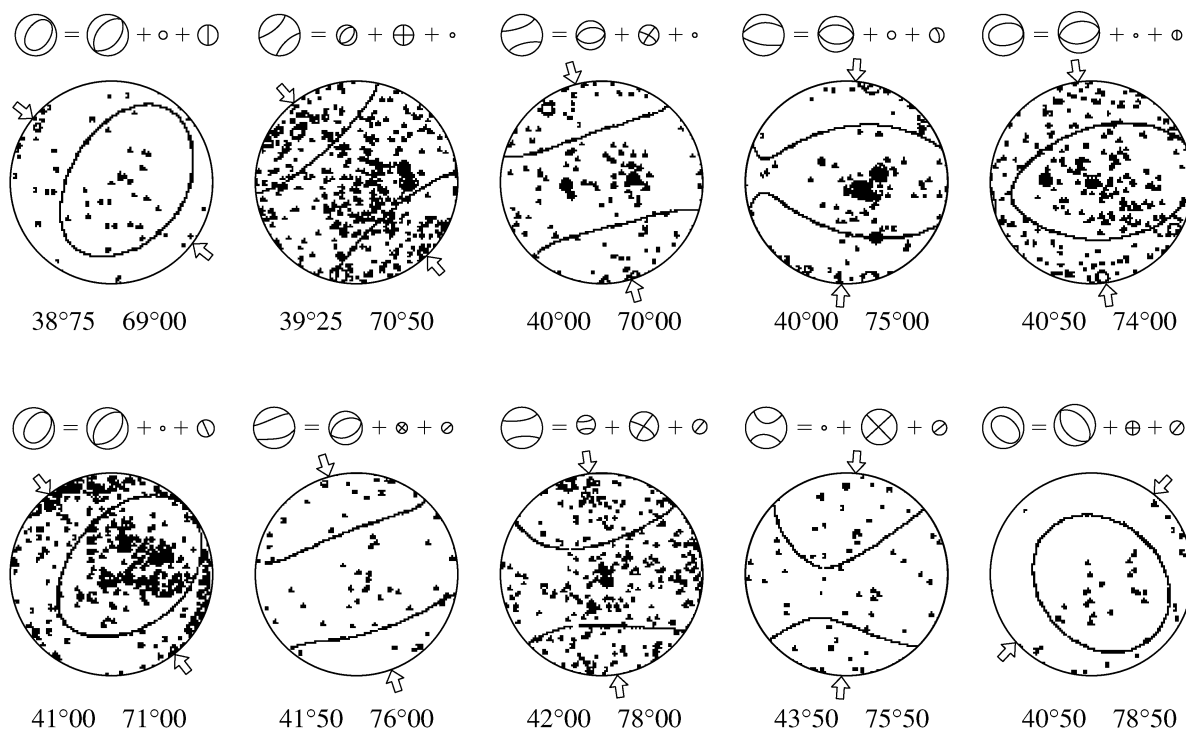 = + + = + + = + + = + + = + +
38°75 69°00 39°25 70°50 40°00 70°00 40°00 75°00 40°50 74°00
= + + = + + = + + = + + = + +
41°00 71°00 41°50 76°00 42°00 78°00 43°50 75°50 40°50 78°50